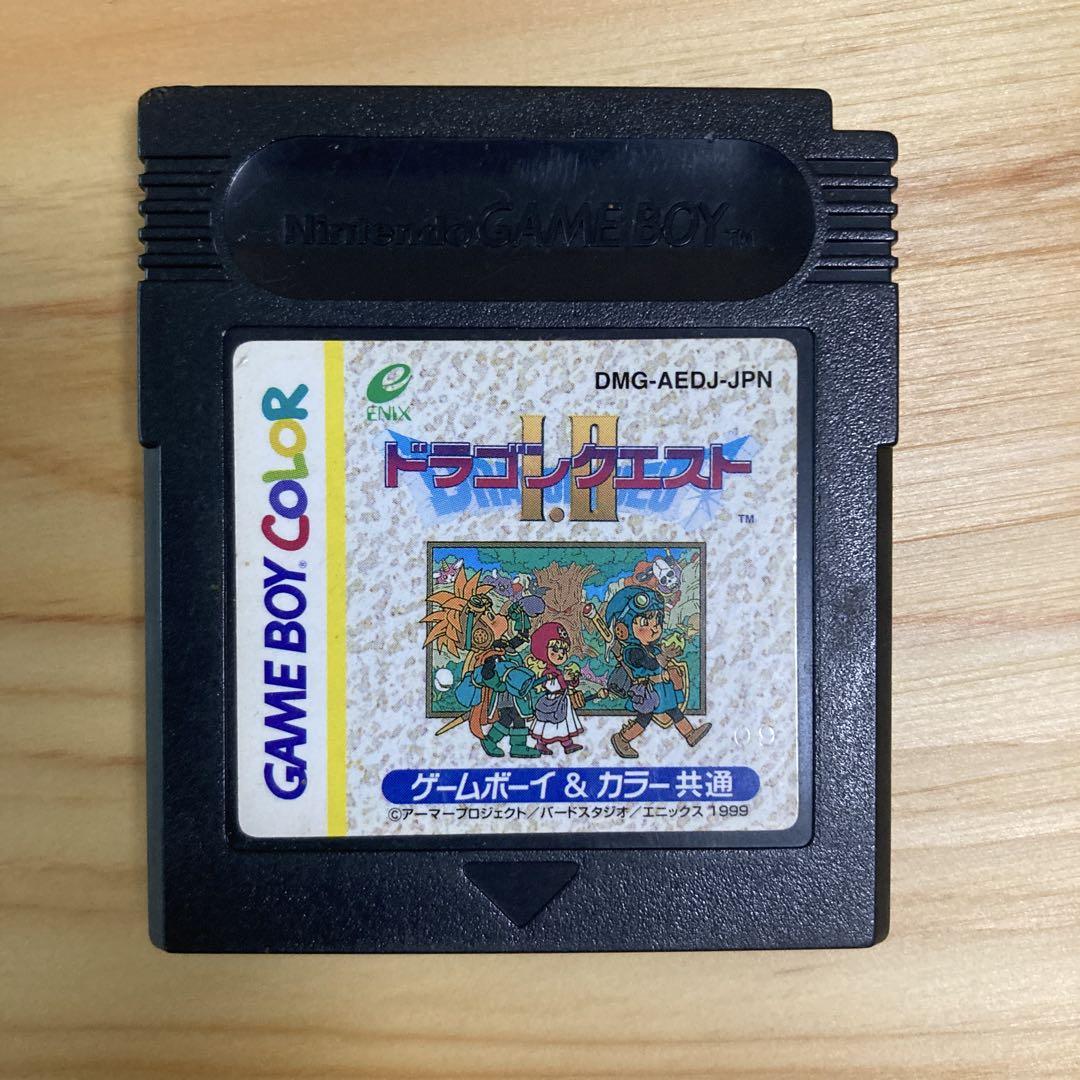 Nintendo GAME BOY™
GAME BOY COLOR
ENIX
DMG-AEDJ-JPN
ドラゴンクエスト
I・II
™
09
ゲームボーイ & カラー共通
©アーマープロジェクト/バードスタジオ/エニックス 1999